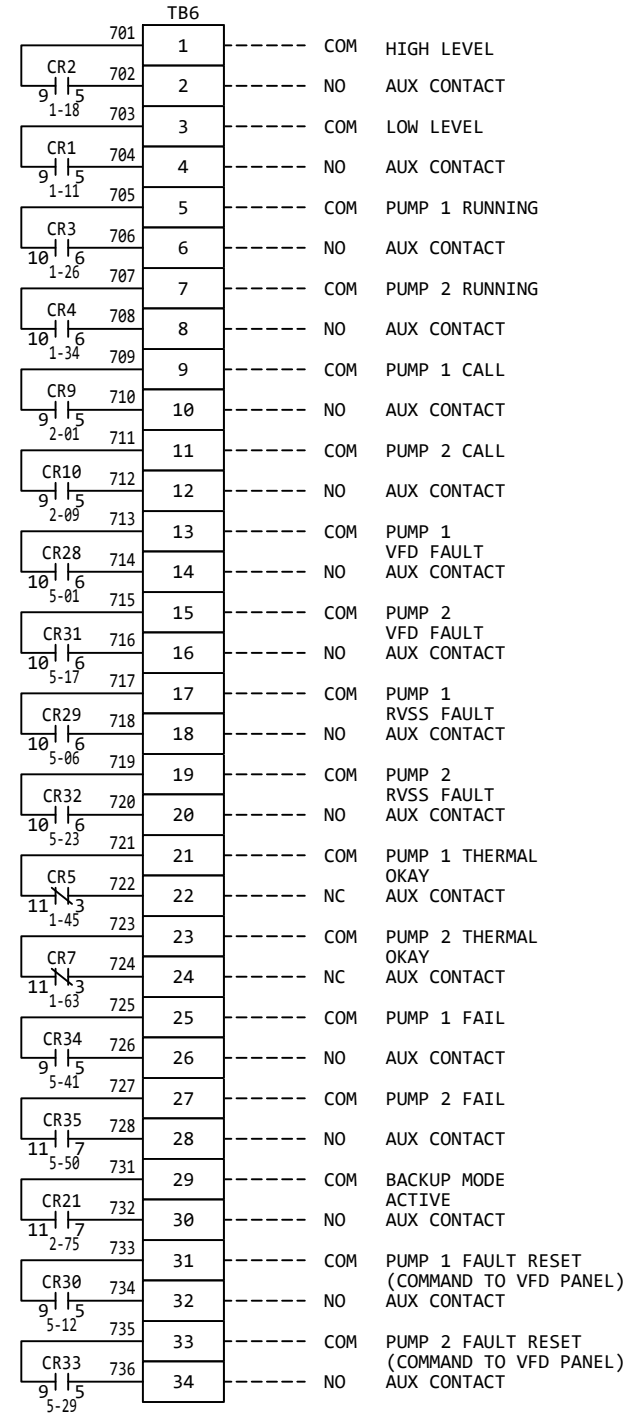 TB6
701 1 COM HIGH LEVEL
CR2 702 2 NO AUX CONTACT
9 5
1-18
703 3 COM LOW LEVEL
CR1 704 4 NO AUX CONTACT
9 5
1-11
705 5 COM PUMP 1 RUNNING
CR3 706 6 NO AUX CONTACT
10 6
1-26
707 7 COM PUMP 2 RUNNING
CR4 708 8 NO AUX CONTACT
10 6
1-34
709 9 COM PUMP 1 CALL
CR9 710 10 NO AUX CONTACT
9 5
2-01
711 11 COM PUMP 2 CALL
CR10 712 12 NO AUX CONTACT
9 5
2-09
713 13 COM PUMP 1
VFD FAULT
CR28 714 14 NO AUX CONTACT
10 6
5-01
715 15 COM PUMP 2
VFD FAULT
CR31 716 16 NO AUX CONTACT
10 6
5-17
717 17 COM PUMP 1
RVSS FAULT
CR29 718 18 NO AUX CONTACT
10 6
5-06
719 19 COM PUMP 2
RVSS FAULT
CR32 720 20 NO AUX CONTACT
10 6
5-23
721 21 COM PUMP 1 THERMAL
OKAY
CR5 722 22 NC AUX CONTACT
11 3
1-45
723 23 COM PUMP 2 THERMAL
OKAY
CR7 724 24 NC AUX CONTACT
11 3
1-63
725 25 COM PUMP 1 FAIL
CR34 726 26 NO AUX CONTACT
9 5
5-41
727 27 COM PUMP 2 FAIL
CR35 728 28 NO AUX CONTACT
11 7
5-50
731 29 COM BACKUP MODE
ACTIVE
CR21 732 30 NO AUX CONTACT
11 7
2-75
733 31 COM PUMP 1 FAULT RESET
(COMMAND TO VFD PANEL)
CR30 734 32 NO AUX CONTACT
9 5
5-12
735 33 COM PUMP 2 FAULT RESET
(COMMAND TO VFD PANEL)
CR33 736 34 NO AUX CONTACT
9 5
5-29